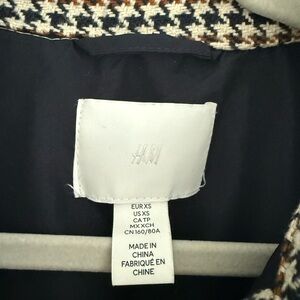 H&M
EUR XS
US XS
CA TP
MX XCH
CN 160/80A
MADE IN
CHINA
FABRIQUÉ EN
CHINE